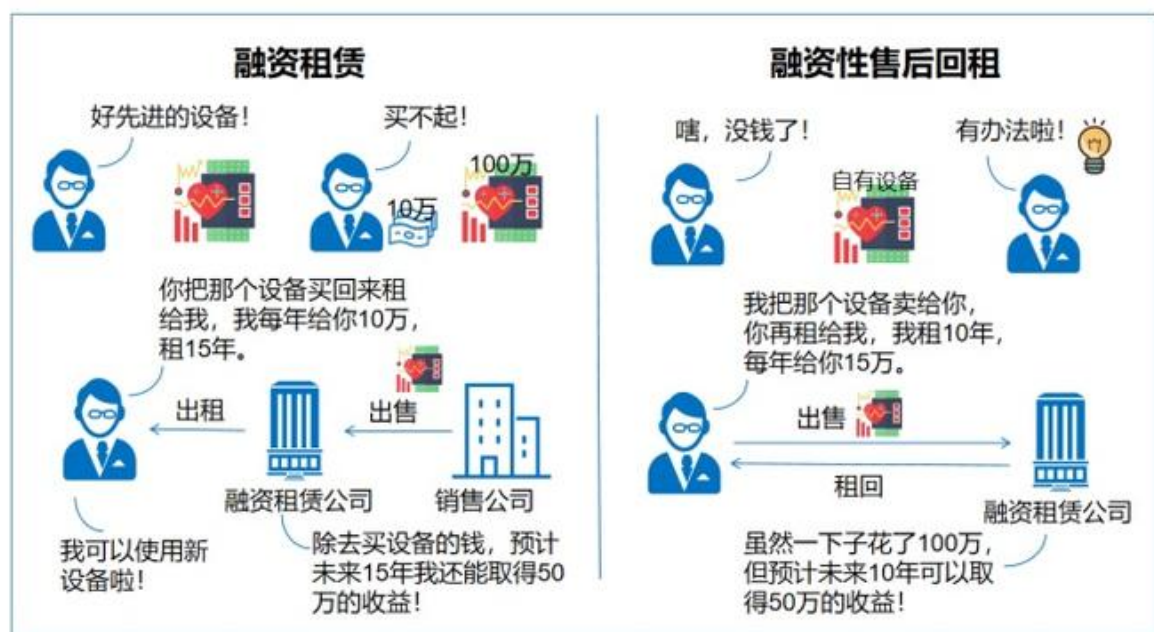 融资租赁
好先进的设备！
买不起！
100万
10万
你把那个设备买回来租
给我，我每年给你10万，
租15年。
出租
出售
融资租赁公司
销售公司
我可以使用新
设备啦！
除去买设备的钱，预计
未来15年我还能取得50
万的收益！
融资性售后回租
嗐，没钱了！
有办法啦！
自有设备
我把那个设备卖给你，
你再租给我，我租10年，
每年给你15万。
出售
租回
融资租赁公司
虽然一下子花了100万，
但预计未来10年可以取
得50万的收益！